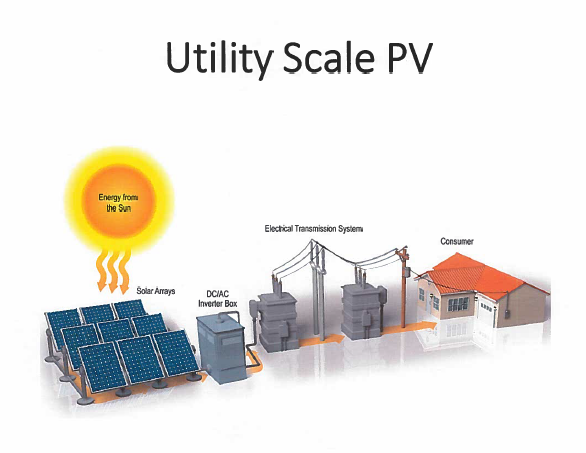 Utility Scale PV
Energy from
the Sun
Electrical Transmission System
Consumer
Solar Arrays
DC/AC
Inverter Box